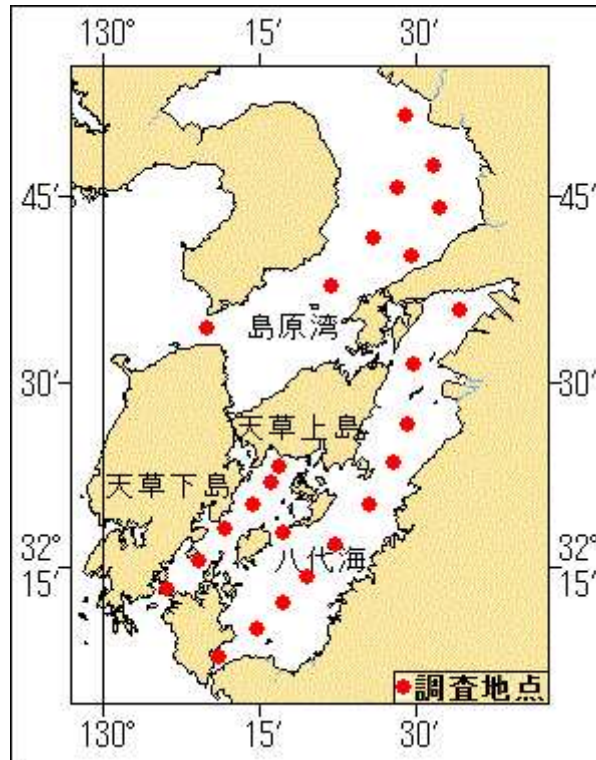 130° 15′ 30′
45′ 45′
島原湾
30′ 30′
天草上島
天草下島
八代海
32° 15′ 32° 15′
調査地点
130° 15′ 30′